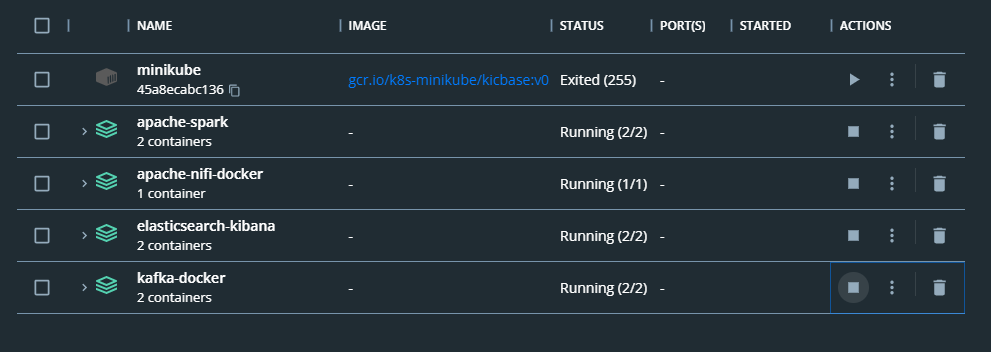 NAME IMAGE STATUS PORT(S) STARTED ACTIONS
minikube
45a8ecabc136 gcr.io/k8s-minikube/kicbase:v0 Exited (255) -
apache-spark
2 containers - Running (2/2) -
apache-nifi-docker
1 container - Running (1/1) -
elasticsearch-kibana
2 containers - Running (2/2) -
kafka-docker
2 containers - Running (2/2) -